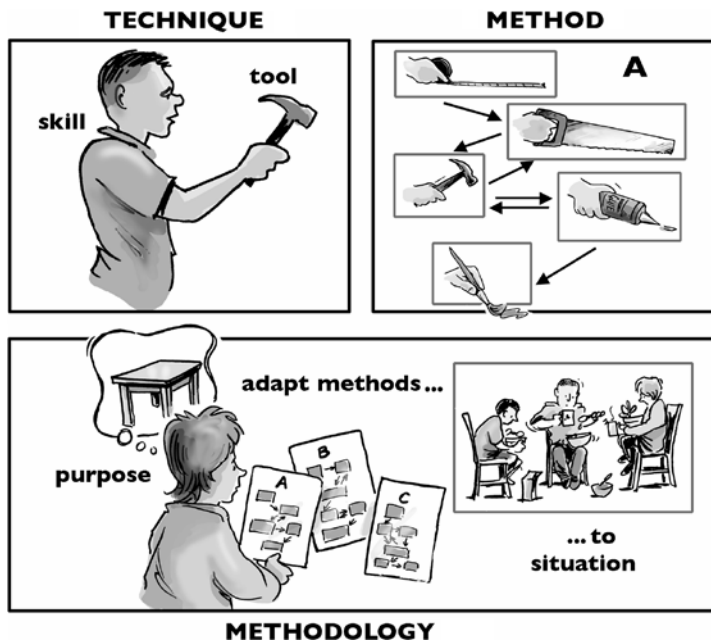 TECHNIQUE
tool
skill
METHOD
A
adapt methods ...
purpose
A
B
C
... to
situation
METHODOLOGY